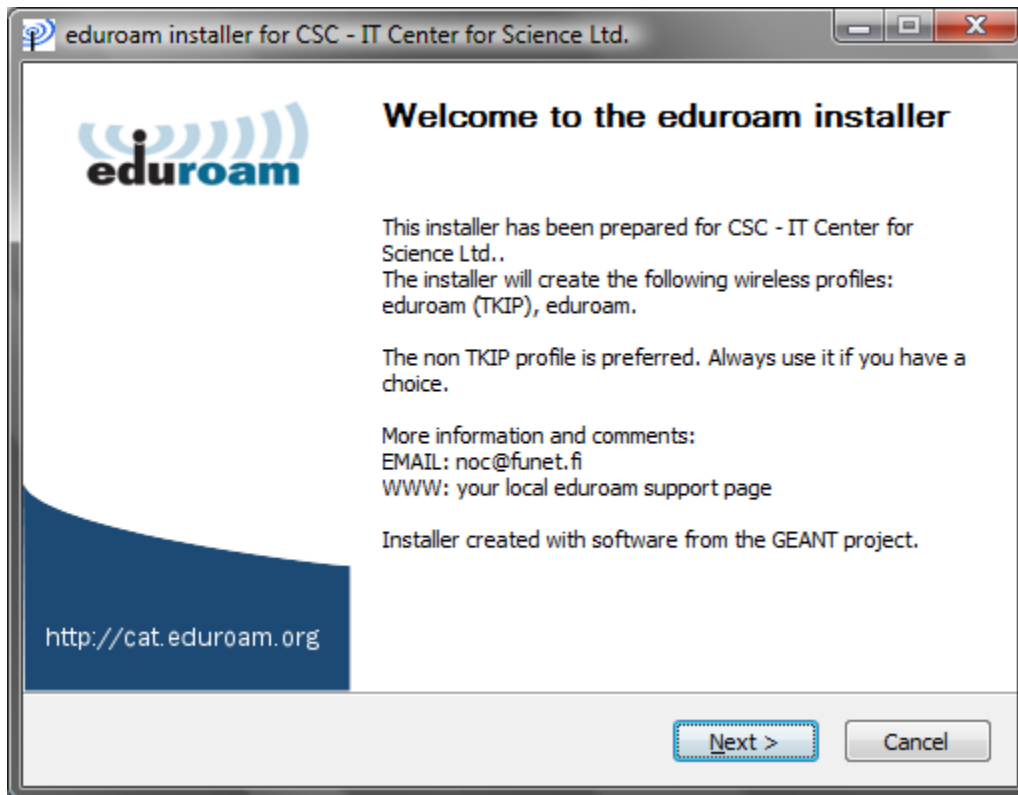 eduroam installer for CSC - IT Center for Science Ltd.
eduroam
Welcome to the eduroam installer
This installer has been prepared for CSC - IT Center for
Science Ltd..
The installer will create the following wireless profiles:
eduroam (TKIP), eduroam.
The non TKIP profile is preferred. Always use it if you have a
choice.
More information and comments:
EMAIL: noc@funet.fi
WWW: your local eduroam support page
Installer created with software from the GEANT project.
http://cat.eduroam.org
Next >
Cancel